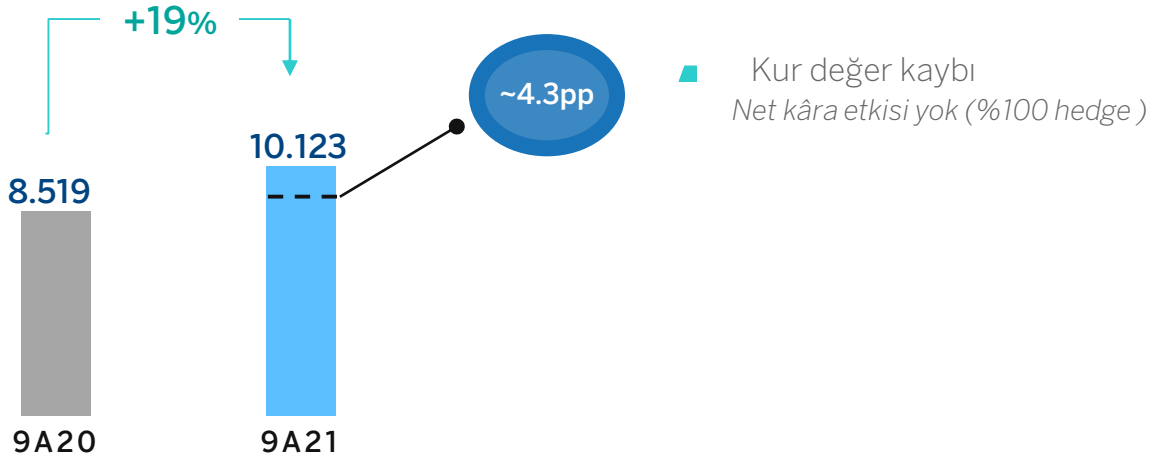 +19%
~4.3pp
Kur değer kaybı
Net kâra etkisi yok (%100 hedge )
10.123
8.519
9A20
9A21